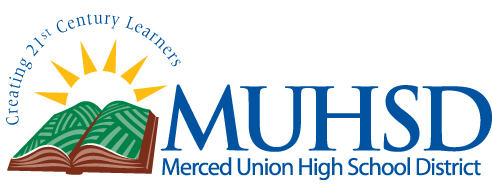 Creating 21st Century Learners
MUHSD
Merced Union High School District